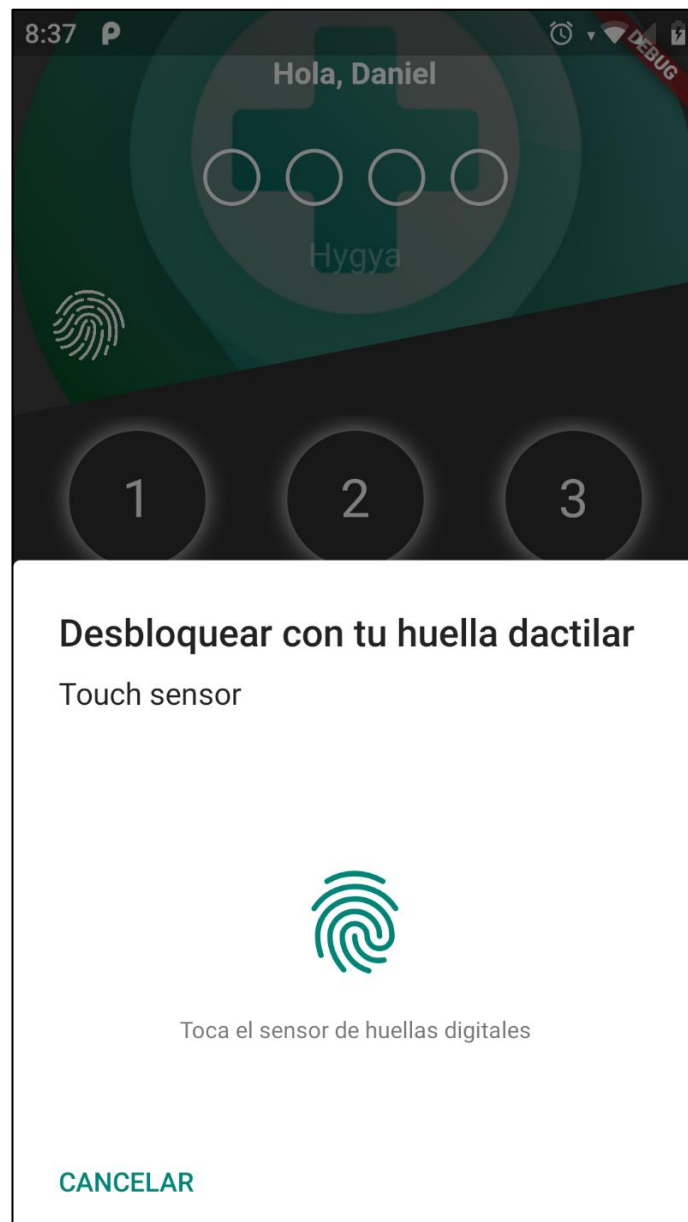 8:37
DEBUG
Hola, Daniel
Hygya
1 2 3
Desbloquear con tu huella dactilar
Touch sensor
Toca el sensor de huellas digitales
CANCELAR